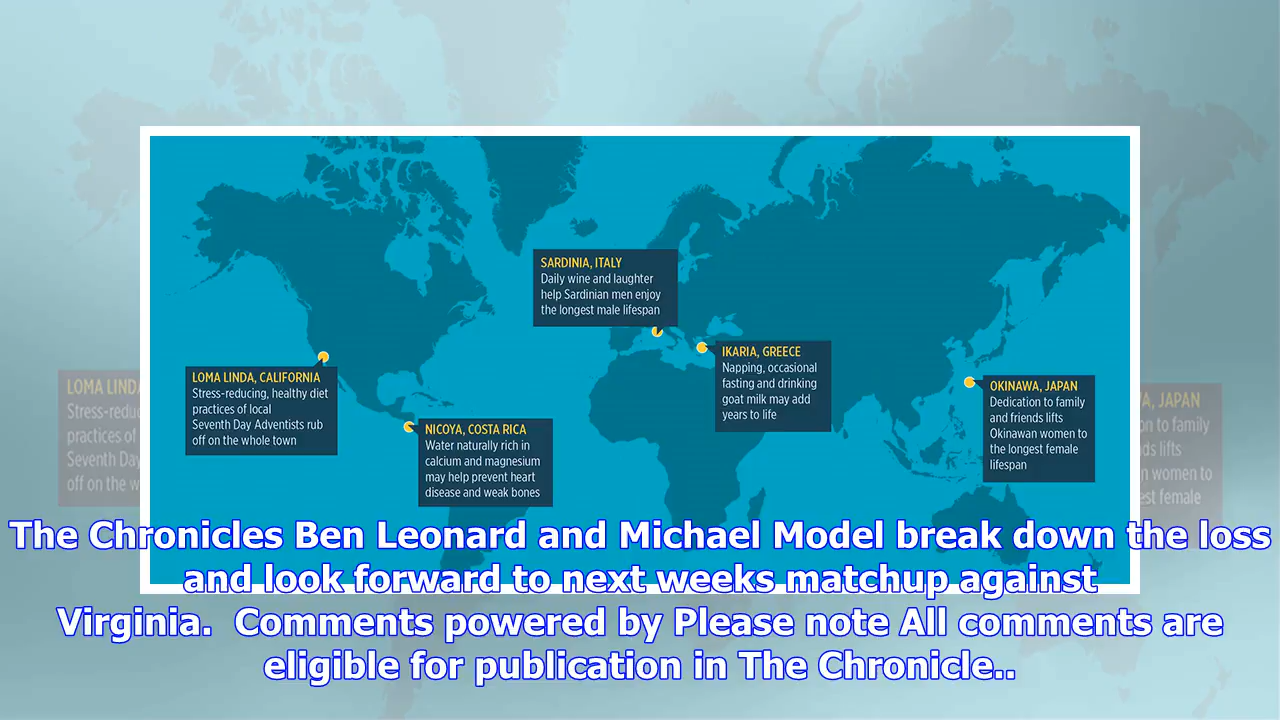 SARDINIA, ITALY
Daily wine and laughter
help Sardinian men enjoy
the longest male lifespan
IKARIA, GREECE
Napping, occasional
fasting and drinking
goat milk may add
years to life
LOMA LINDA, CALIFORNIA
Stress-reducing, healthy diet
practices of local
Seventh Day Adventists rub
off on the whole town
OKINAWA, JAPAN
Dedication to family
and friends lifts
Okinawan women to
the longest female
lifespan
NICOYA, COSTA RICA
Water naturally rich in
calcium and magnesium
may help prevent heart
disease and weak bones
The Chronicles Ben Leonard and Michael Model break down the loss
and look forward to next weeks matchup against
Virginia.  Comments powered by Please note All comments are
eligible for publication in The Chronicle..